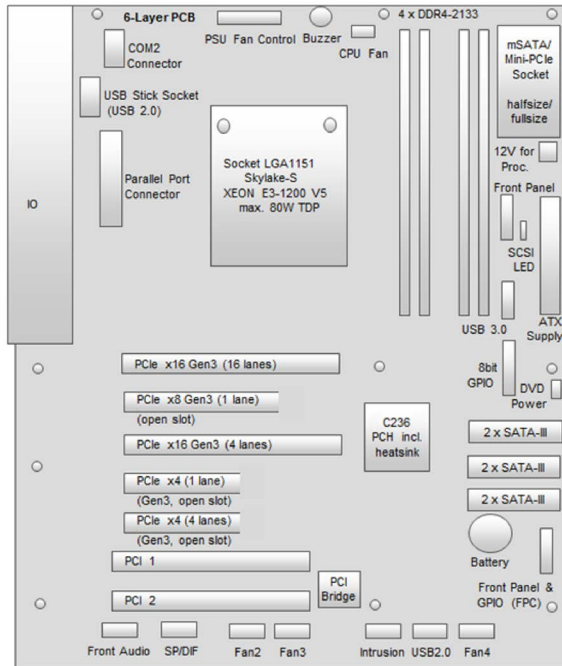 6-Layer PCB
PSU Fan Control
Buzzer
CPU Fan
4 x DDR4-2133
COM2
Connector
USB Stick Socket
(USB 2.0)
Parallel Port
Connector
IO
Socket LGA1151
Skylake-S
XEON E3-1200 V5
max. 80W TDP
mSATA/
Mini-PCIe
Socket
halfsize/
fullsize
12V for
Proc.
Front Panel
SCSI
LED
USB 3.0
ATX
Supply
8bit
GPIO
DVD
Power
PCIe x16 Gen3 (16 lanes)
PCIe x8 Gen3 (1 lane)
(open slot)
PCIe x16 Gen3 (4 lanes)
PCIe x4 (1 lane)
(Gen3, open slot)
PCIe x4 (4 lanes)
(Gen3, open slot)
PCI 1
PCI 2
C236
PCH incl.
heatsink
PCI
Bridge
2 x SATA-III
2 x SATA-III
2 x SATA-III
Battery
Front Panel &
GPIO (FPC)
Front Audio
SP/DIF
Fan2
Fan3
Intrusion
USB2.0
Fan4